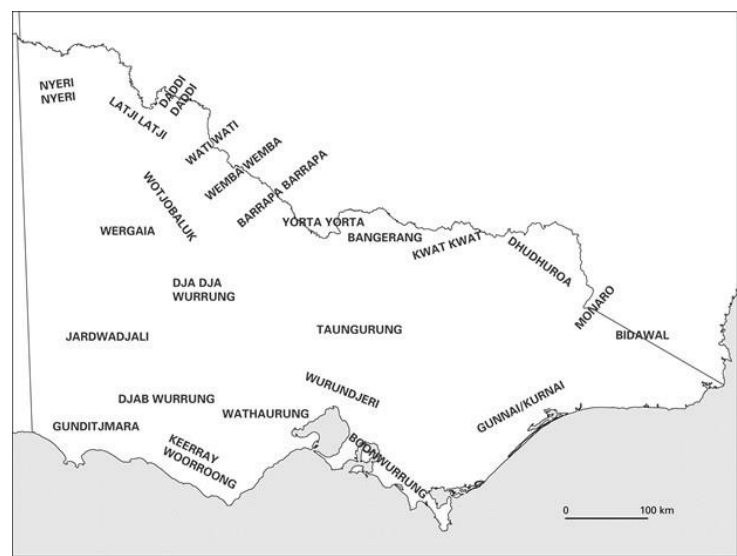 NYERI
NYERI
LATJI LATJI
DADDI
DADDI
WATI WATI
WEMBA WEMBA
BARRAPA BARRAPA
WOTJOBALUK
WERGAIA
YORTA YORTA
BANGERANG
KWAT KWAT
DHUDHUROA
DJA DJA
WURRUNG
MONARO
BIDAWAL
JARDWADJALI
TAUNGURUNG
WURUNDJERI
GUNNAI/KURNAI
DJAB WURRUNG
WATHAURUNG
GUNDITJMARA
KEERRAY
WOORROONG
BOONWURRUNG
0 100 km